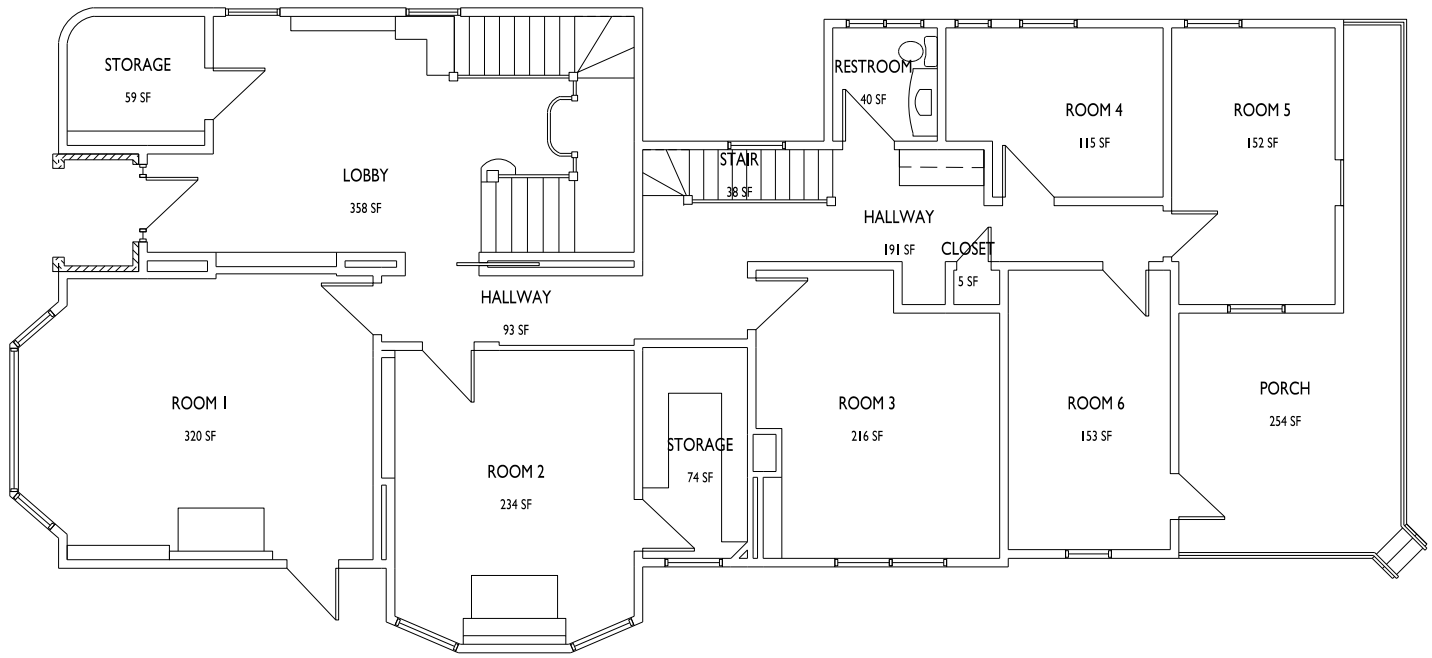 STORAGE
59 SF
LOBBY
358 SF
RESTROOM
40 SF
ROOM 4
115 SF
ROOM 5
152 SF
STAIR
38 SF
HALLWAY
191 SF
CLOSET
5 SF
HALLWAY
93 SF
ROOM 1
320 SF
ROOM 2
234 SF
STORAGE
74 SF
ROOM 3
216 SF
ROOM 6
153 SF
PORCH
254 SF